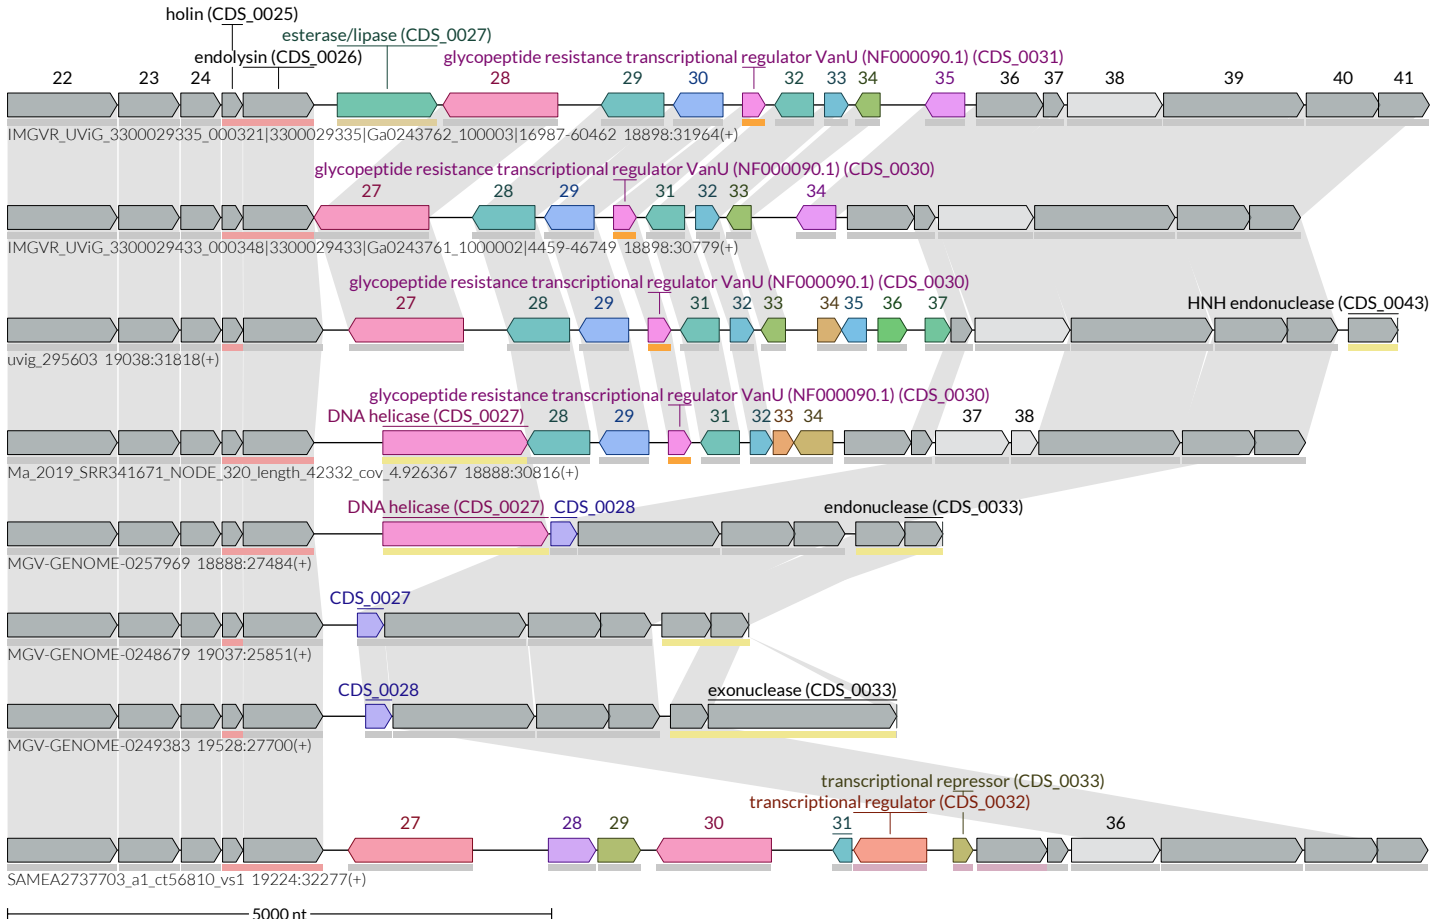 holin (CDS_0025)
esterase/lipase (CDS_0027)
endolysin (CDS_0026)
glycopeptide resistance transcriptional regulator VanU (NF000090.1) (CDS_0031)
22 23 24 28 29 30 32 33 34 35 36 37 38 39 40 41
IMGVR_UViG_3300029335_000321|3300029335|Ga0243762_100003|16987-60462 18898:31964(+)
glycopeptide resistance transcriptional regulator VanU (NF000090.1) (CDS_0030)
27 28 29 31 32 33 34
IMGVR_UViG_3300029433_000348|3300029433|Ga0243761_1000002|4459-46749 18898:30779(+)
glycopeptide resistance transcriptional regulator VanU (NF000090.1) (CDS_0030)
27 28 29 31 32 33 34 35 36 37 HNH endonuclease (CDS_0043)
uvig_295603 19038:31818(+)
glycopeptide resistance transcriptional regulator VanU (NF000090.1) (CDS_0030)
DNA helicase (CDS_0027) 28 29 31 32 33 34 37 38
Ma_2019_SRR341671_NODE_320_length_42332_cov_4.926367 18888:30816(+)
DNA helicase (CDS_0027) CDS_0028 endonuclease (CDS_0033)
MGV-GENOME-0257969 18888:27484(+)
CDS_0027
MGV-GENOME-0248679 19037:25851(+)
CDS_0028 exonuclease (CDS_0033)
MGV-GENOME-0249383 19528:27700(+)
transcriptional repressor (CDS_0033)
transcriptional regulator (CDS_0032)
27 28 29 30 31 36
SAMEA2737703_a1_ct56810_vs1 19224:32277(+)
5000 nt